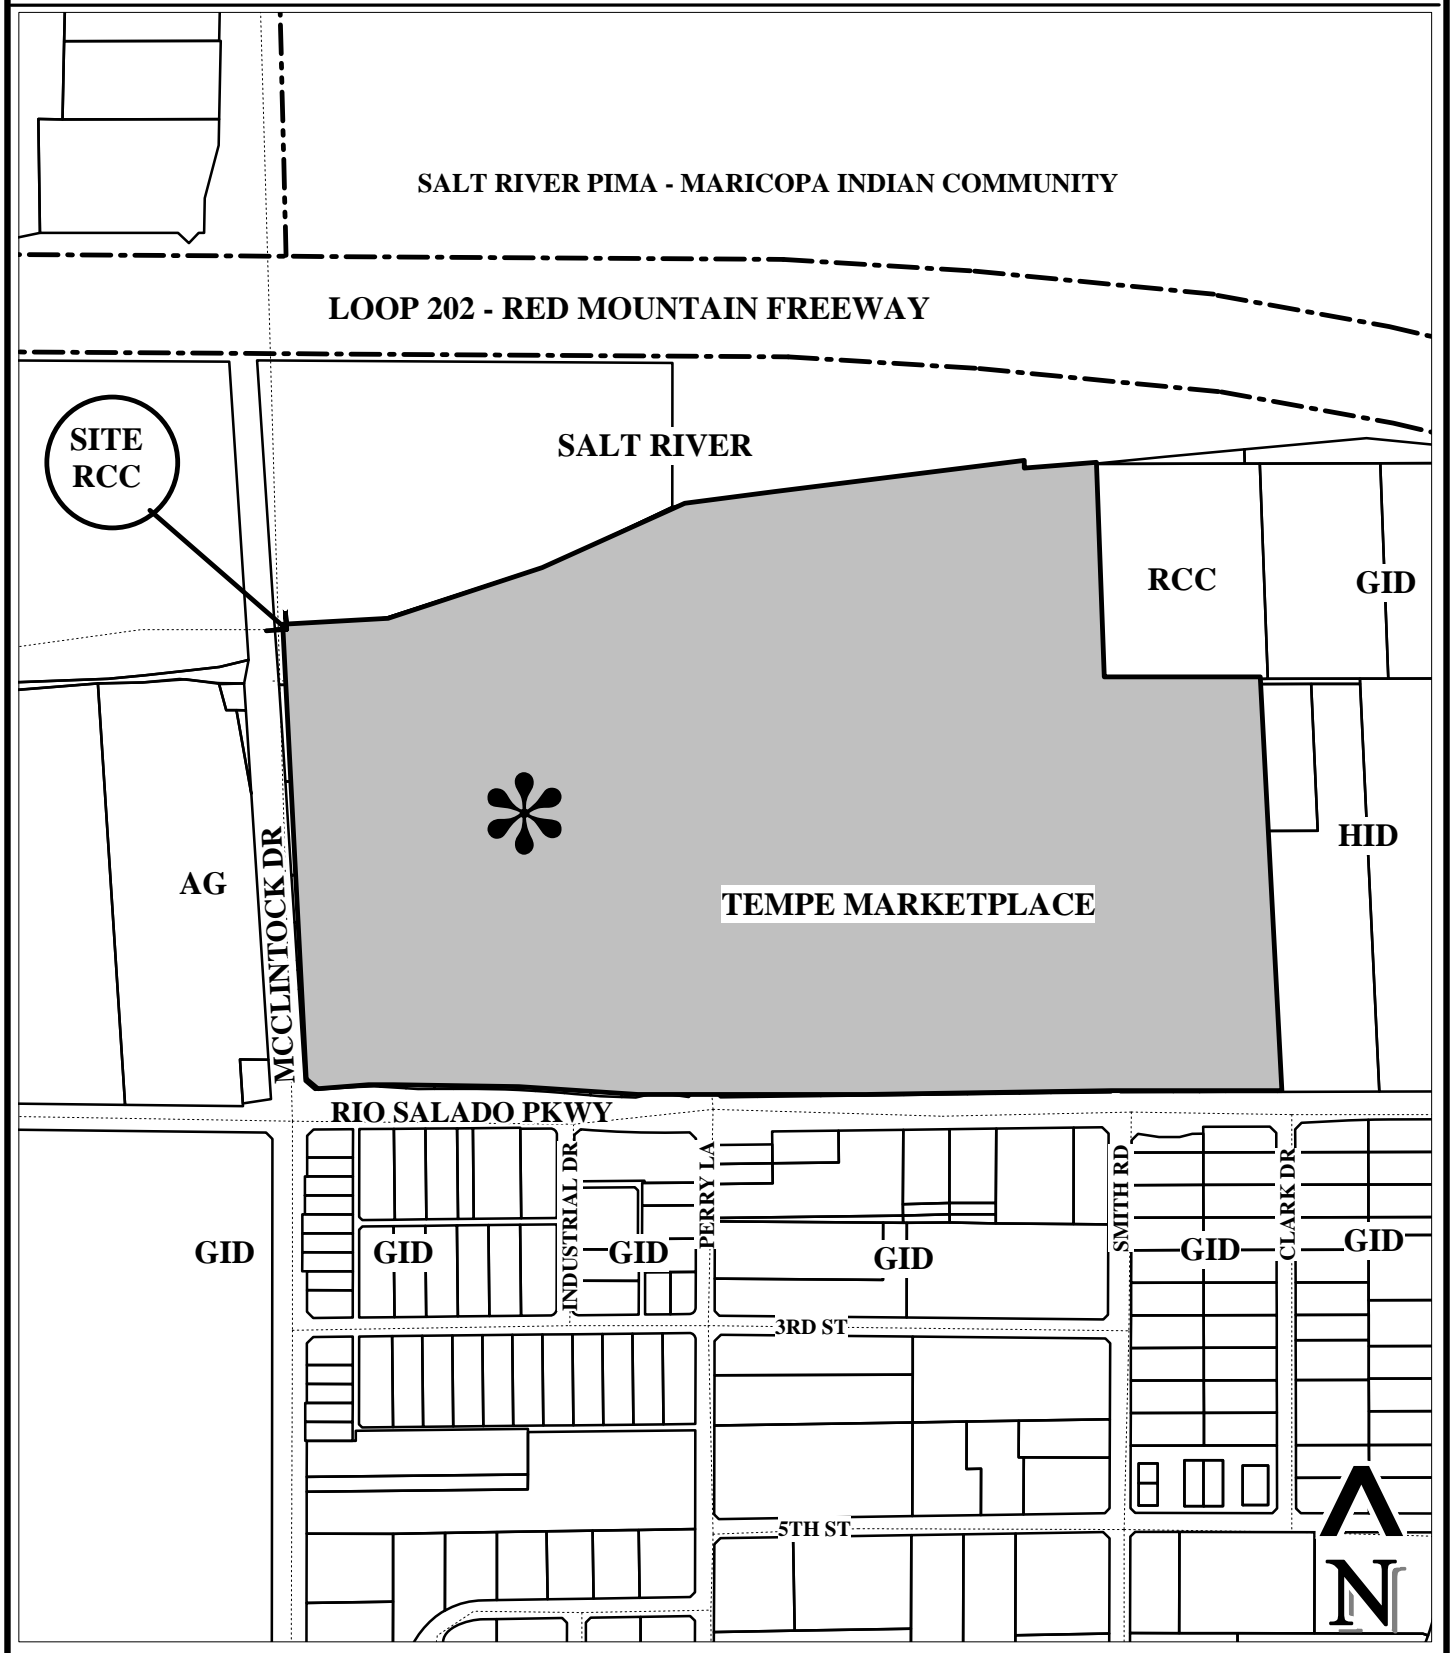 SALT RIVER PIMA - MARICOPA INDIAN COMMUNITY
LOOP 202 - RED MOUNTAIN FREEWAY
SITE
RCC
SALT RIVER
RCC
GID
HID
AG
MCCLINTOCK DR
TEMPE MARKETPLACE
RIO SALADO PKWY
INDUSTRIAL DR
PERRY LA
SMITH RD
CLARK DR
GID
GID
GID
GID
GID
GID
3RD ST
5TH ST
N